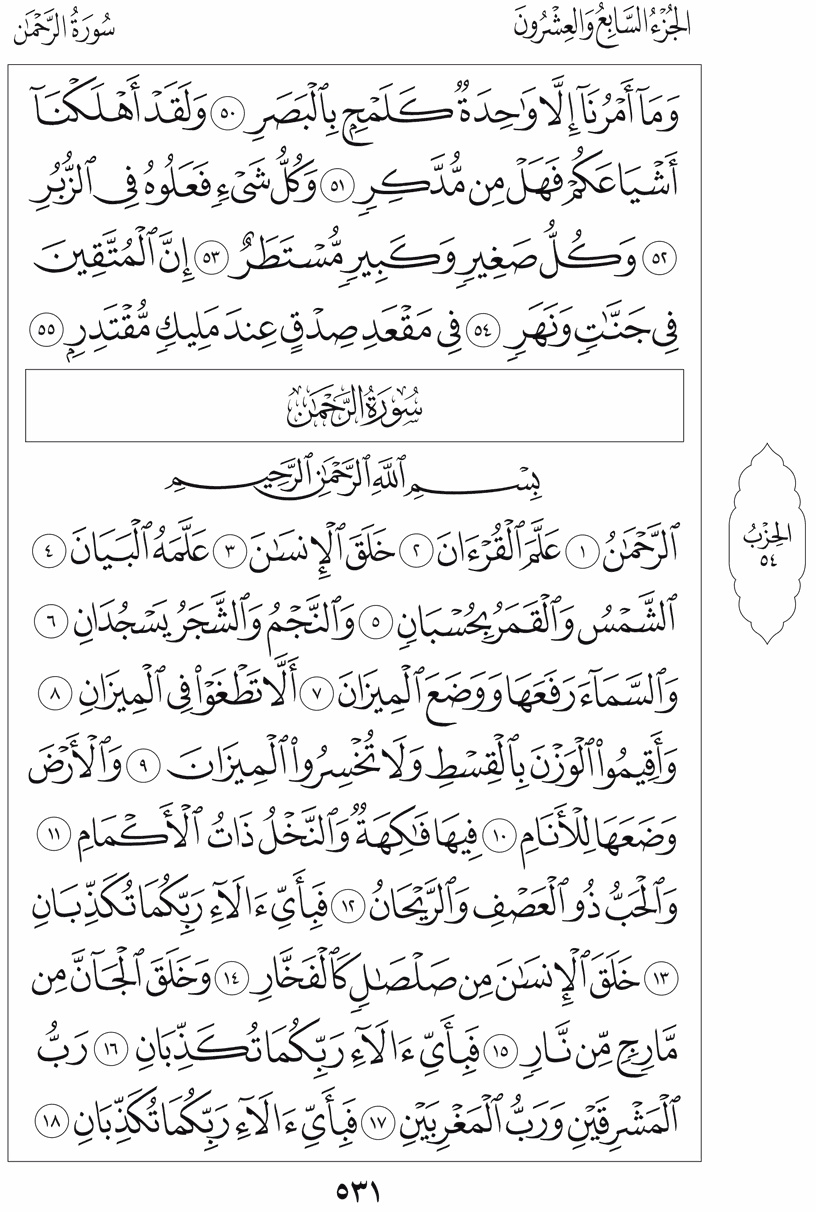 الجُزْءُ السَّابِعُ وَالعِشْرُونَ
سُورَةُ الرَّحْمَٰن
وَمَآ أَمْرُنَآ إِلَّا وَٰحِدَةٌ كَلَمْحٍۭ بِٱلْبَصَرِ ٥٠ وَلَقَدْ أَهْلَكْنَآ
أَشْيَاعَكُمْ فَهَلْ مِن مُّدَّكِرٍ ٥١ وَكُلُّ شَىْءٍ فَعَلُوهُ فِى ٱلزُّبُرِ
٥٢ وَكُلُّ صَغِيرٍ وَكَبِيرٍ مُّسْتَطَرٌ ٥٣ إِنَّ ٱلْمُتَّقِينَ
فِى جَنَّٰتٍ وَنَهَرٍ ٥٤ فِى مَقْعَدِ صِدْقٍ عِندَ مَلِيكٍ مُّقْتَدِرٍۭ ٥٥
سُورَةُ الرَّحْمَٰن
بِسْمِ ٱللَّهِ ٱلرَّحْمَٰنِ ٱلرَّحِيمِ
ٱلرَّحْمَٰنُ ١ عَلَّمَ ٱلْقُرْءَانَ ٢ خَلَقَ ٱلْإِنسَٰنَ ٣ عَلَّمَهُ ٱلْبَيَانَ ٤
ٱلشَّمْسُ وَٱلْقَمَرُ بِحُسْبَانٍ ٥ وَٱلنَّجْمُ وَٱلشَّجَرُ يَسْجُدَانِ ٦
وَٱلسَّمَآءَ رَفَعَهَا وَوَضَعَ ٱلْمِيزَانَ ٧ أَلَّا تَطْغَوْا۟ فِى ٱلْمِيزَانِ ٨
وَأَقِيمُوا۟ ٱلْوَزْنَ بِٱلْقِسْطِ وَلَا تُخْسِرُوا۟ ٱلْمِيزَانَ ٩ وَٱلْأَرْضَ
وَضَعَهَا لِلْأَنَامِ ١٠ فِيهَا فَٰكِهَةٌ وَٱلنَّخْلُ ذَاتُ ٱلْأَكْمَامِ ١١
وَٱلْحَبُّ ذُو ٱلْعَصْفِ وَٱلرَّيْحَانُ ١٢ فَبِأَىِّ ءَالَآءِ رَبِّكُمَا تُكَذِّبَانِ
١٣ خَلَقَ ٱلْإِنسَٰنَ مِن صَلْصَٰلٍ كَٱلْفَخَّارِ ١٤ وَخَلَقَ ٱلْجَآنَّ مِن
مَّارِجٍ مِّن نَّارٍ ١٥ فَبِأَىِّ ءَالَآءِ رَبِّكُمَا تُكَذِّبَانِ ١٦ رَبُّ
ٱلْمَشْرِقَيْنِ وَرَبُّ ٱلْمَغْرِبَيْنِ ١٧ فَبِأَىِّ ءَالَآءِ رَبِّكُمَا تُكَذِّبَانِ ١٨
الحِزْبُ
٥٤
٥٣١